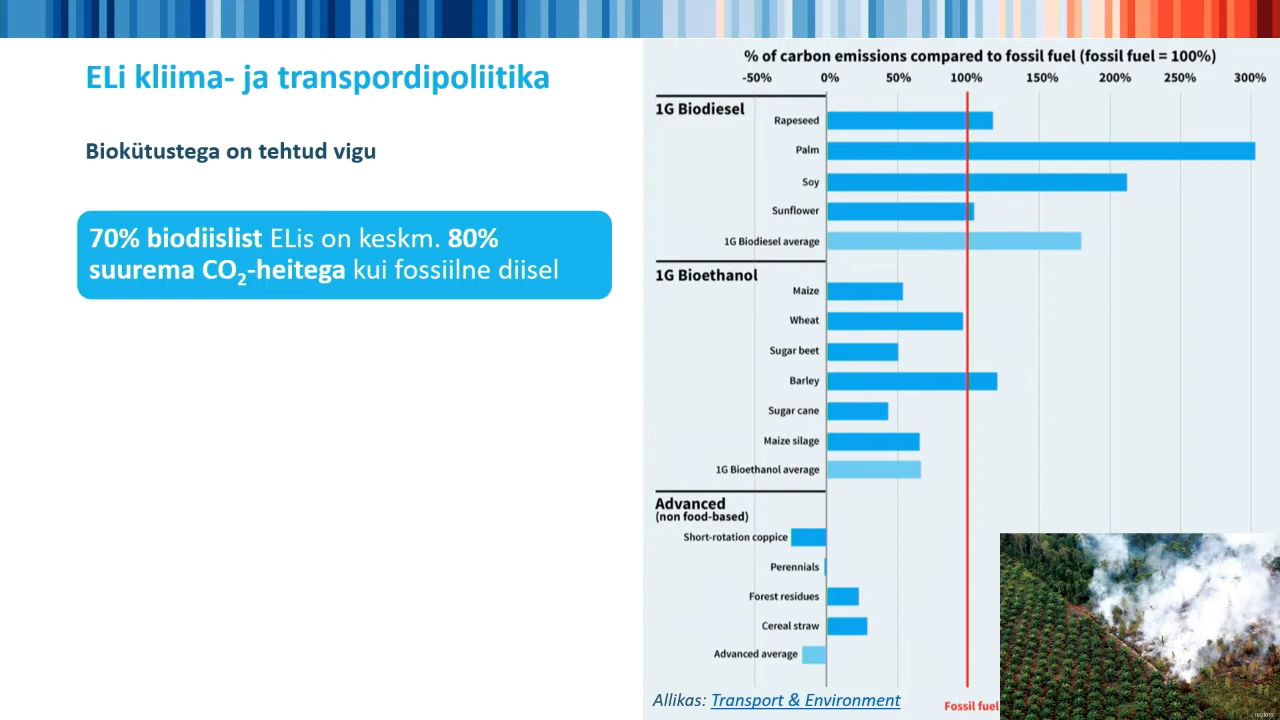 ELi kliima- ja transpordipoliitika
Biokütustega on tehtud vigu
70% biodiislist ELis on keskm. 80%
suurema CO2-heitega kui fossiilne diisel
% of carbon emissions compared to fossil fuel (fossil fuel = 100%)
-50% 0% 50% 100% 150% 200% 250% 300%
1G Biodiesel
Rapeseed
Palm
Soy
Sunflower
1G Biodiesel average
1G Bioethanol
Maize
Wheat
Sugar beet
Barley
Sugar cane
Maize silage
1G Bioethanol average
Advanced
(non food-based)
Short-rotation coppice
Perennials
Forest residues
Cereal straw
Advanced average
Allikas: Transport & Environment
Fossil fuel
reuters